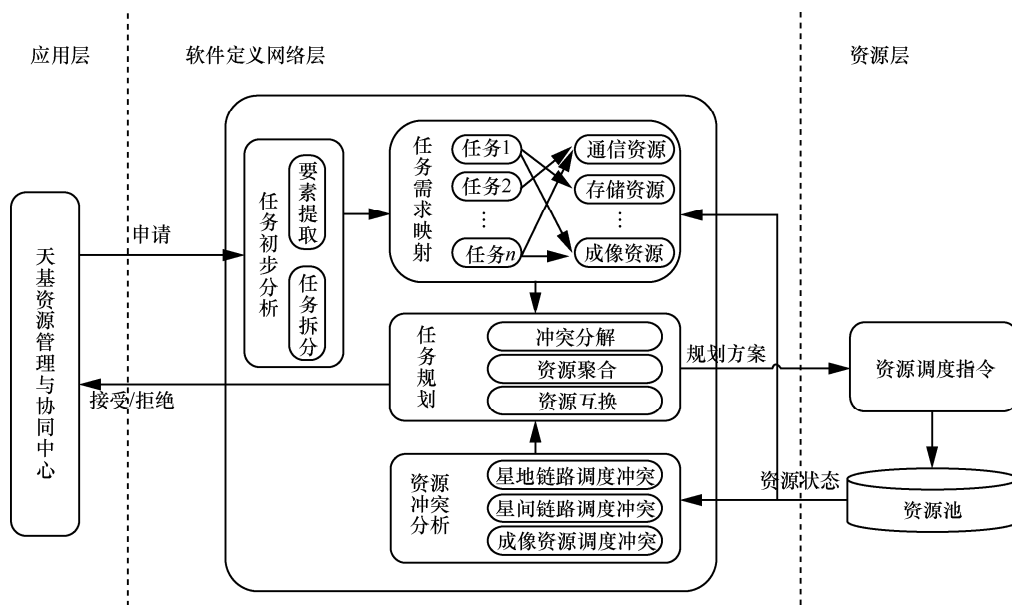 应用层
软件定义网络层
资源层
天基资源管理与协同中心
申请
接受/拒绝
任务初步分析
要素提取
任务拆分
任务需求映射
任务1
任务2
⋮
任务n
通信资源
存储资源
⋮
成像资源
任务规划
冲突分解
资源聚合
资源互换
规划方案
资源
冲突
分析
星地链路调度冲突
星间链路调度冲突
成像资源调度冲突
资源状态
资源调度指令
资源池